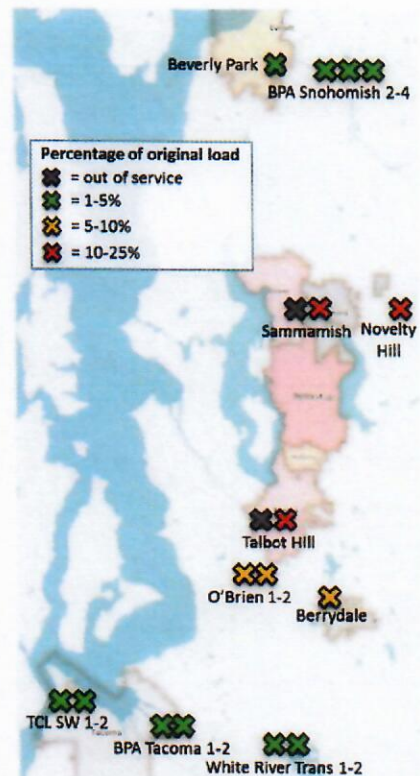 Beverly Park
BPA Snohomish 2-4
Percentage of original load
= out of service
= 1-5%
= 5-10%
= 10-25%
Sammamish
Novelty
Hill
Talbot Hill
O'Brien 1-2
Berrydale
TCL SW 1-2
Tacoma
BPA Tacoma 1-2
White River Trans 1-2